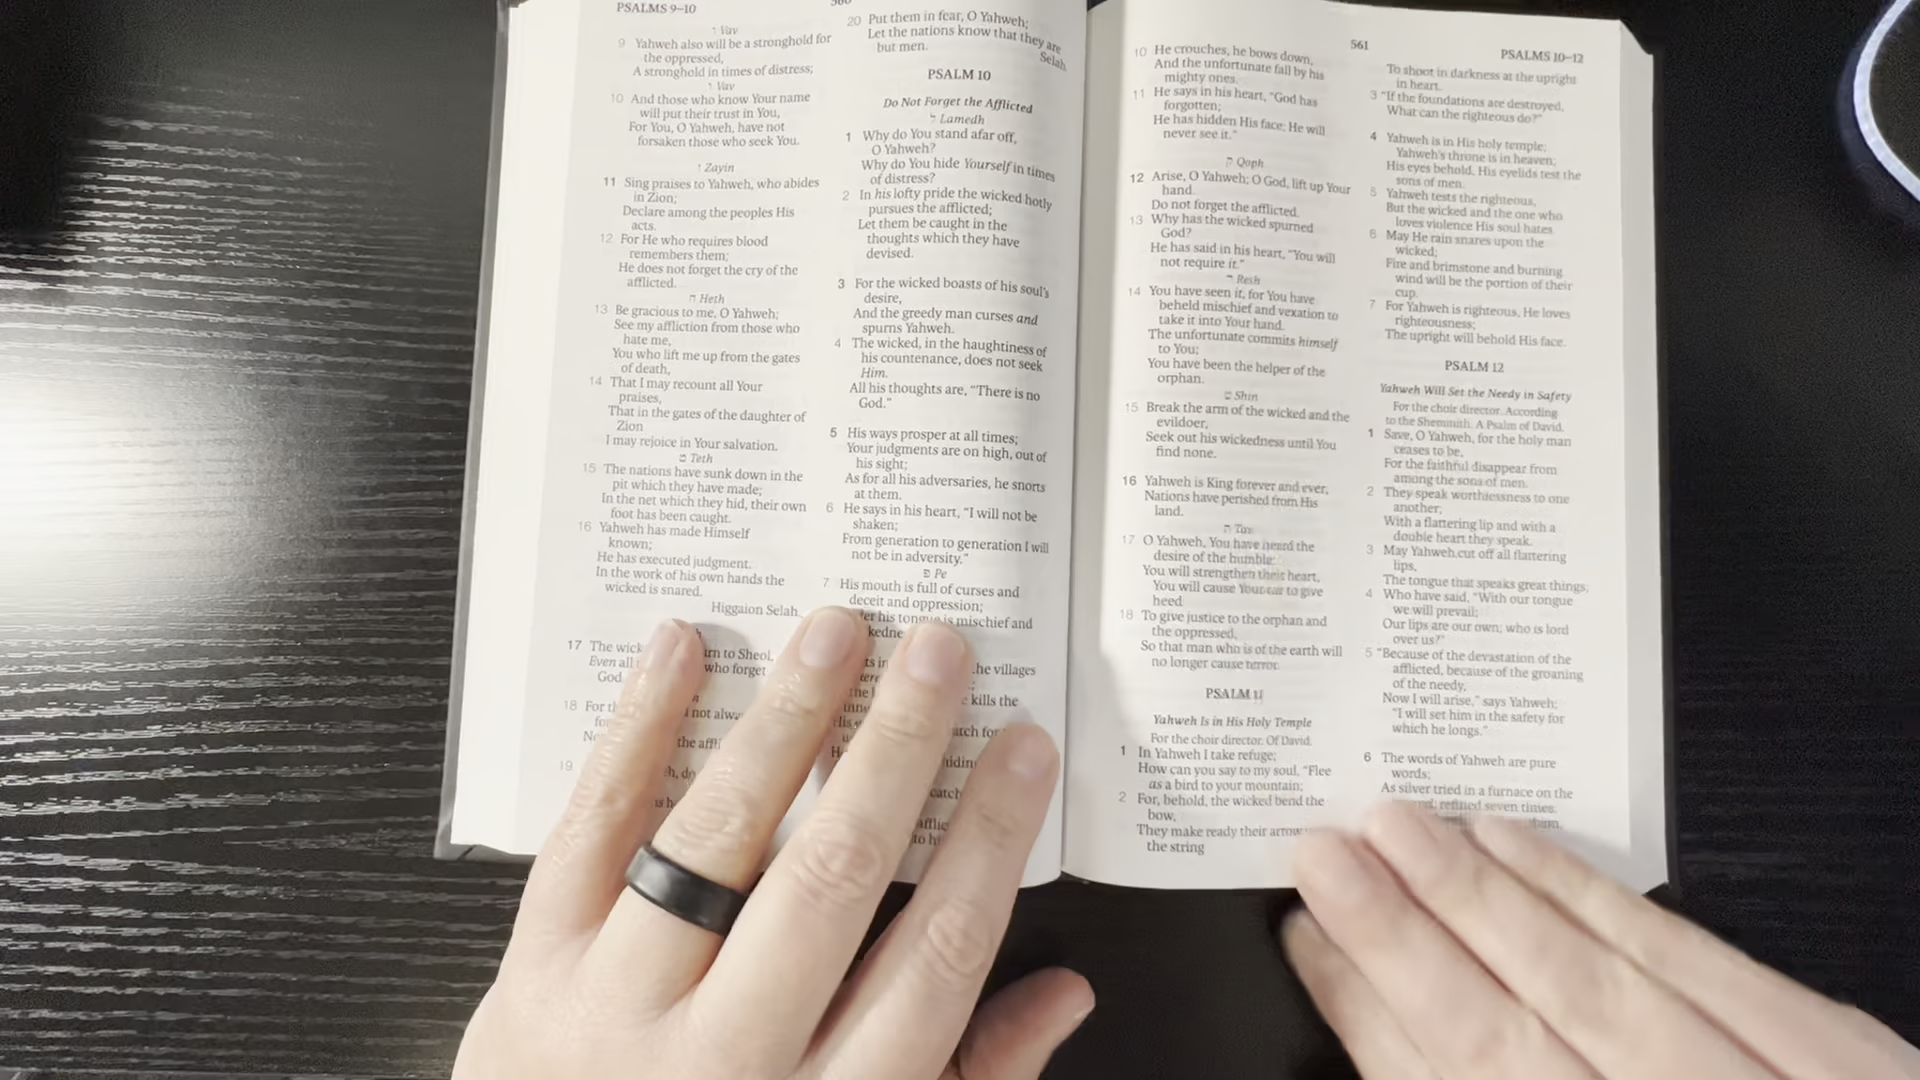 PSALMS 9–10
ו Vav
9 Yahweh also will be a stronghold for
the oppressed,
A stronghold in times of distress;
ו Vav
10 And those who know Your name
will put their trust in You,
For You, O Yahweh, have not
forsaken those who seek You.
ז Zayin
11 Sing praises to Yahweh, who abides
in Zion;
Declare among the peoples His
acts.
12 For He who requires blood
remembers them;
He does not forget the cry of the
afflicted.
ח Heth
13 Be gracious to me, O Yahweh;
See my affliction from those who
hate me,
You who lift me up from the gates
of death,
14 That I may recount all Your
praises,
That in the gates of the daughter of
Zion
I may rejoice in Your salvation.
ט Teth
15 The nations have sunk down in the
pit which they have made;
In the net which they hid, their own
foot has been caught.
16 Yahweh has made Himself
known;
He has executed judgment.
In the work of his own hands the
wicked is snared.
Higgaion Selah.
17 The urn to Sheol,
Even all who forget
God
18 For not
the
19
20 Put them in fear, O Yahweh;
Let the nations know that they are
but men. Selah.
PSALM 10
Do Not Forget the Afflicted
ל Lamedh
1 Why do You stand afar off,
O Yahweh?
Why do You hide Yourself in times
of distress?
2 In his lofty pride the wicked hotly
pursues the afflicted;
Let them be caught in the
thoughts which they have
devised.
3 For the wicked boasts of his soul's
desire,
And the greedy man curses and
spurns Yahweh.
4 The wicked, in the haughtiness of
his countenance, does not seek
Him.
All his thoughts are, “There is no
God.”
5 His ways prosper at all times;
Your judgments are on high, out of
his sight;
As for all his adversaries, he snorts
at them.
6 He says in his heart, “I will not be
shaken;
From generation to generation I will
not be in adversity.”
פ Pe
7 His mouth is full of curses and
deceit and oppression;
his tongue is mischief and
the villages
kills the
561
PSALMS 10–12
10 He crouches, he bows down,
And the unfortunate fall by his
mighty ones.
11 He says in his heart, “God has
forgotten;
He has hidden His face; He will
never see it.”
ק Qoph
12 Arise, O Yahweh; O God, lift up Your
hand.
Do not forget the afflicted.
13 Why has the wicked spurned
God?
He has said in his heart, “You will
not require it.”
ר Resh
14 You have seen it, for You have
beheld mischief and vexation to
take it into Your hand.
The unfortunate commits himself
to You;
You have been the helper of the
orphan.
ש Shin
15 Break the arm of the wicked and the
evildoer,
Seek out his wickedness until You
find none.
16 Yahweh is King forever and ever;
Nations have perished from His
land.
ת Tav
17 O Yahweh, You have heard the
desire of the humble;
You will strengthen their heart,
You will cause Your ear to give
heed
18 To give justice to the orphan and
the oppressed,
So that man who is of the earth will
no longer cause terror.
PSALM 11
Yahweh Is in His Holy Temple
For the choir director. Of David.
1 In Yahweh I take refuge;
How can you say to my soul, “Flee
as a bird to your mountain;
2 For, behold, the wicked bend the
bow,
They make ready their arrow
the string
To shoot in darkness at the upright
in heart.
3 “If the foundations are destroyed,
What can the righteous do?”
4 Yahweh is in His holy temple;
Yahweh's throne is in heaven;
His eyes behold, His eyelids test the
sons of men.
5 Yahweh tests the righteous,
But the wicked and the one who
loves violence His soul hates.
6 May He rain snares upon the
wicked;
Fire and brimstone and burning
wind will be the portion of their
cup.
7 For Yahweh is righteous, He loves
righteousness;
The upright will behold His face.
PSALM 12
Yahweh Will Set the Needy in Safety
For the choir director. According
to the Sheminith. A Psalm of David.
1 Save, O Yahweh, for the holy man
ceases to be,
For the faithful disappear from
among the sons of men.
2 They speak worthlessness to one
another;
With a flattering lip and with a
double heart they speak.
3 May Yahweh cut off all flattering
lips,
The tongue that speaks great things;
4 Who have said, “With our tongue
we will prevail;
Our lips are our own; who is lord
over us?”
5 “Because of the devastation of the
afflicted, because of the groaning
of the needy,
Now I will arise,” says Yahweh;
“I will set him in the safety for
which he longs.”
6 The words of Yahweh are pure
words;
As silver tried in a furnace on the
refined seven times.